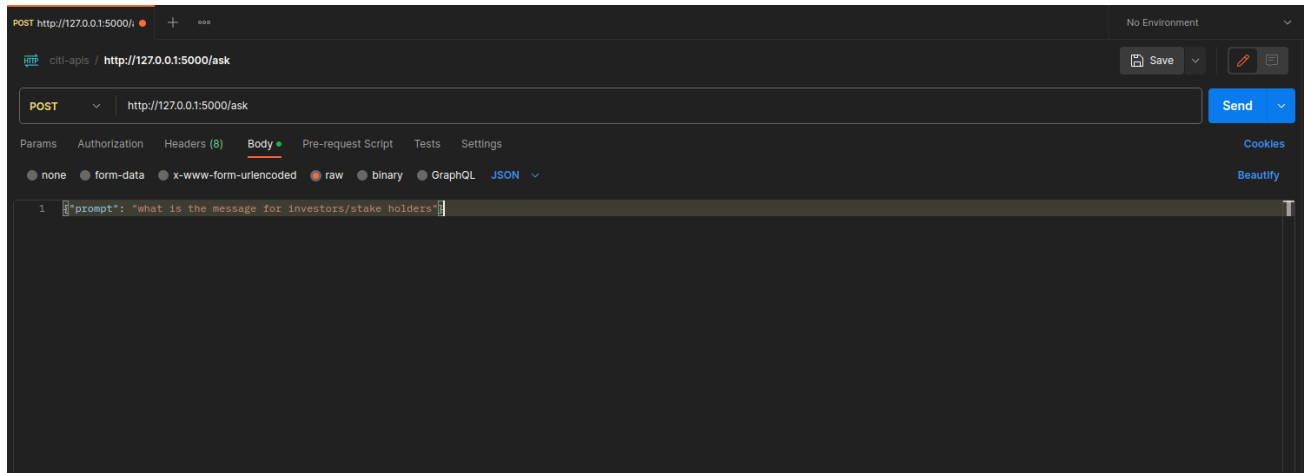 POST http://127.0.0.1:5000/a
No Environment
HTTP citl-apis / http://127.0.0.1:5000/ask Save
POST http://127.0.0.1:5000/ask Send
Params Authorization Headers (8) Body Pre-request Script Tests Settings Cookies
none form-data x-www-form-urlencoded raw binary GraphQL JSON Beautify
1 {"prompt": "what is the message for investors/stake holders"}